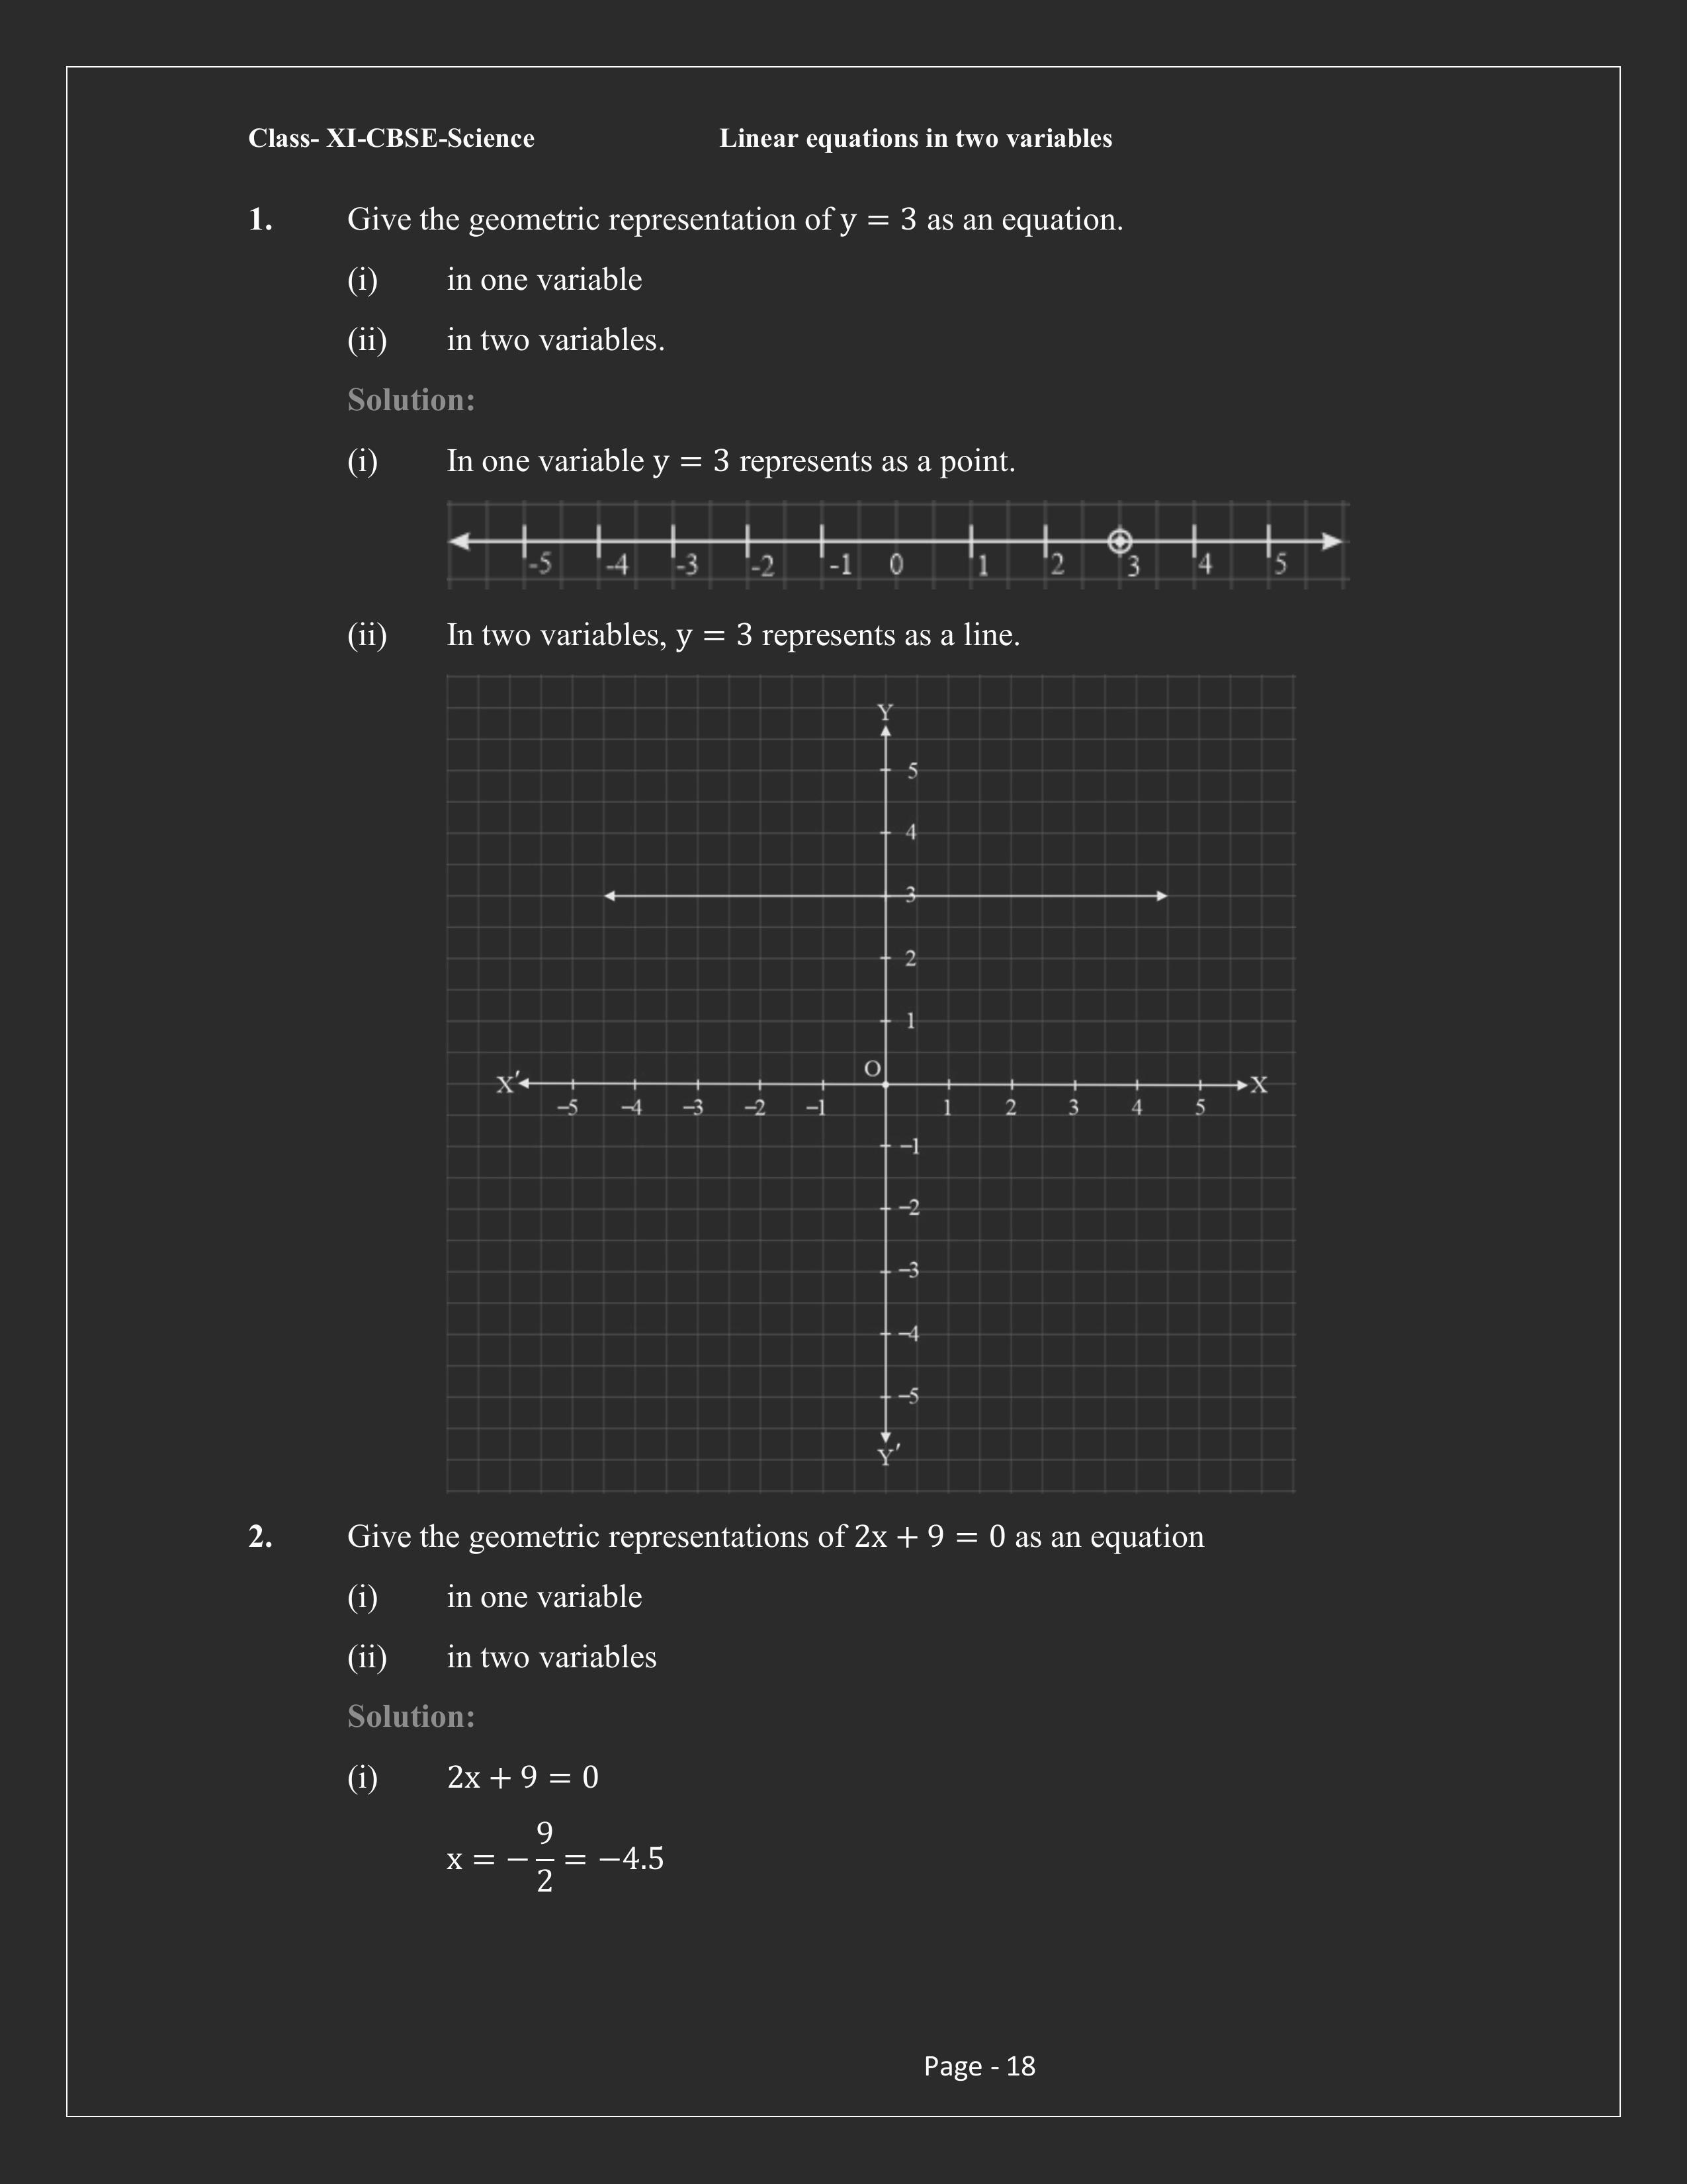 Class- XI-CBSE-Science Linear equations in two variables
1. Give the geometric representation of y = 3 as an equation.
(i) in one variable
(ii) in two variables.
Solution:
(i) In one variable y = 3 represents as a point.
-5 -4 -3 -2 -1 0 1 2 3 4 5
(ii) In two variables, y = 3 represents as a line.
Y
5
4
3
2
1
O
X′ X
–5 –4 –3 –2 –1 1 2 3 4 5
–1
–2
–3
–4
–5
Y′
2. Give the geometric representations of 2x + 9 = 0 as an equation
(i) in one variable
(ii) in two variables
Solution:
(i) 2x + 9 = 0
x = −9/2 = −4.5
Page - 18